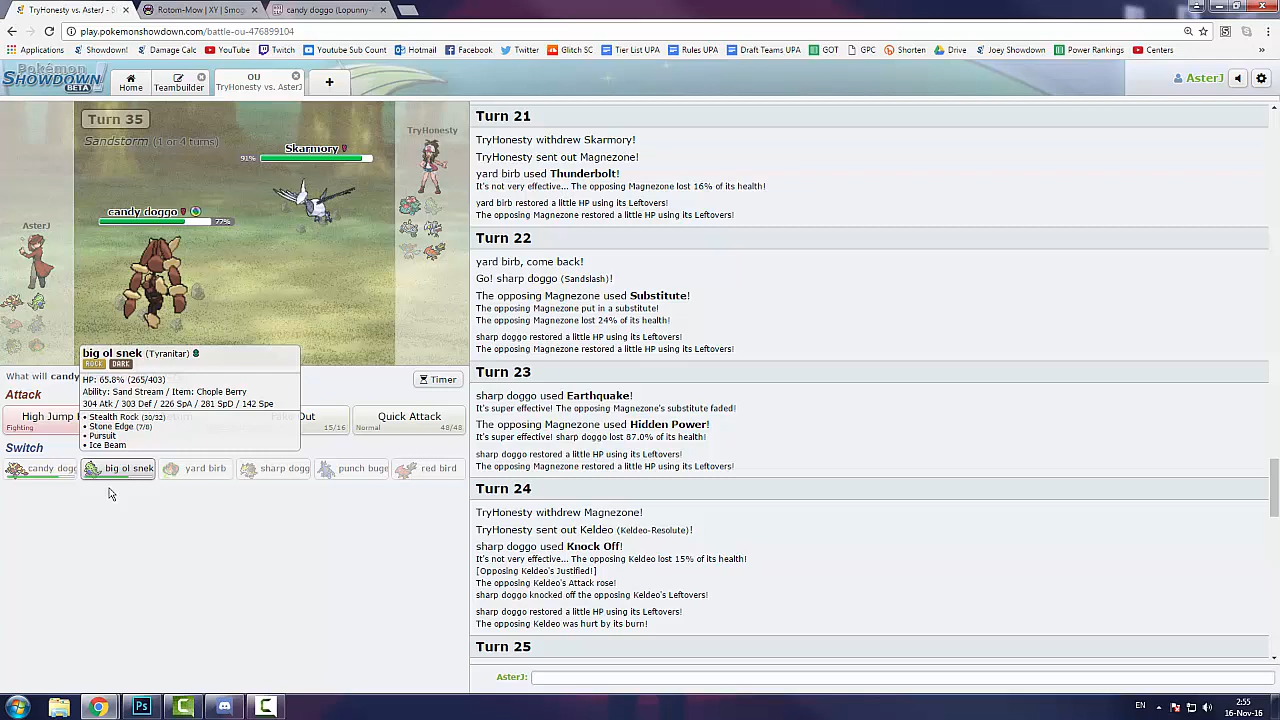 TryHonesty vs. AsterJ - S
Rotom-Mow | XY | Smog
candy doggo (Lopunny-
play.pokemonshowdown.com/battle-ou-476899104
Applications
Showdown!
Damage Calc
YouTube
Twitch
Youtube Sub Count
Hotmail
Facebook
Twitter
Glitch SC
Tier List UPA
Rules UPA
Draft Teams UPA
GOT
GPC
Shorten
Drive
Joey Showdown
Power Rankings
Centers
Pokémon
Showdown
BETA
Home
Teambuilder
OU
TryHonesty vs. AsterJ
+
AsterJ
Turn 35
Sandstorm (1 or 4 turns)
TryHonesty
Skarmory
91%
candy doggo
77%
AsterJ
big ol snek (Tyranitar)
ROCK DARK
HP: 65.8% (265/403)
Ability: Sand Stream / Item: Chople Berry
304 Atk / 303 Def / 226 SpA / 281 SpD / 142 Spe
• Stealth Rock (30/32)
• Stone Edge (7/8)
• Pursuit
• Ice Beam
What will candy
Timer
Attack
High Jump
Fighting
Out
15/16
Quick Attack
Normal 48/48
Switch
candy dogg
big ol snek
yard birb
sharp dogg
punch buge
red bird
Turn 21
TryHonesty withdrew Skarmory!
TryHonesty sent out Magnezone!
yard birb used Thunderbolt!
It's not very effective... The opposing Magnezone lost 16% of its health!
yard birb restored a little HP using its Leftovers!
The opposing Magnezone restored a little HP using its Leftovers!
Turn 22
yard birb, come back!
Go! sharp doggo (Sandslash)!
The opposing Magnezone used Substitute!
The opposing Magnezone put in a substitute!
The opposing Magnezone lost 24% of its health!
sharp doggo restored a little HP using its Leftovers!
The opposing Magnezone restored a little HP using its Leftovers!
Turn 23
sharp doggo used Earthquake!
It's super effective! The opposing Magnezone's substitute faded!
The opposing Magnezone used Hidden Power!
It's super effective! sharp doggo lost 87.0% of its health!
sharp doggo restored a little HP using its Leftovers!
The opposing Magnezone restored a little HP using its Leftovers!
Turn 24
TryHonesty withdrew Magnezone!
TryHonesty sent out Keldeo (Keldeo-Resolute)!
sharp doggo used Knock Off!
It's not very effective... The opposing Keldeo lost 15% of its health!
[Opposing Keldeo's Justified!]
The opposing Keldeo's Attack rose!
sharp doggo knocked off the opposing Keldeo's Leftovers!
sharp doggo restored a little HP using its Leftovers!
The opposing Keldeo was hurt by its burn!
Turn 25
AsterJ:
EN
2:55
16-Nov-16